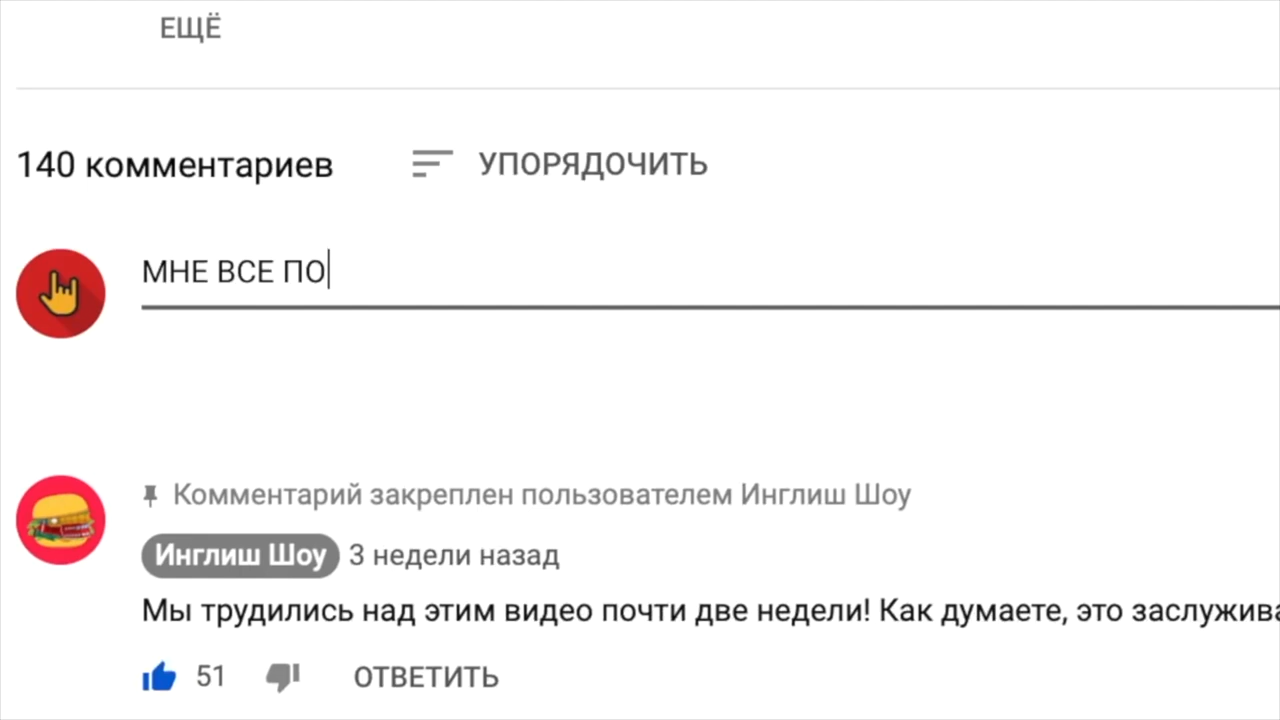 ЕЩЁ
140 комментариев УПОРЯДОЧИТЬ
МНЕ ВСЕ ПО
Комментарий закреплен пользователем Инглиш Шоу
Инглиш Шоу 3 недели назад
Мы трудились над этим видео почти две недели! Как думаете, это заслужива
51 ОТВЕТИТЬ